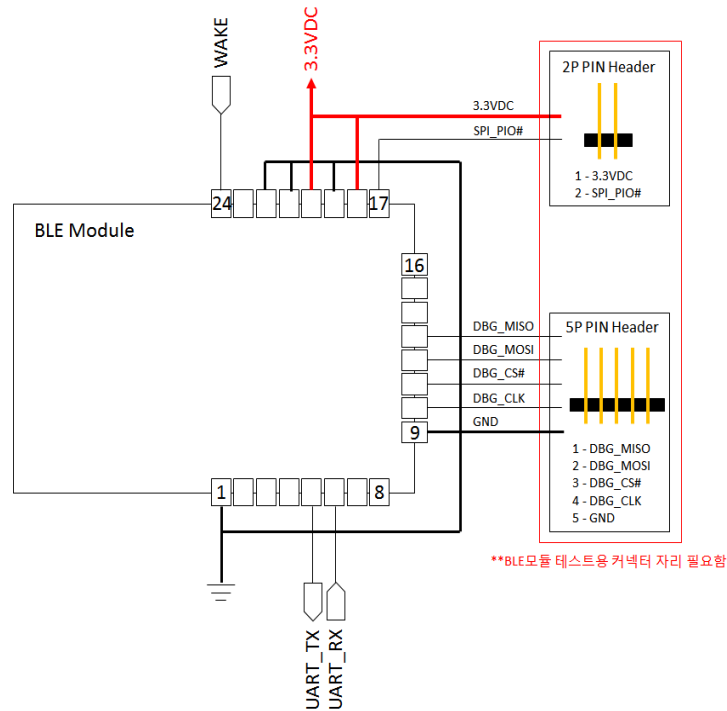 WAKE
3.3VDC
2P PIN Header
3.3VDC
SPI_PIO#
1 - 3.3VDC
2 - SPI_PIO#
24
17
BLE Module
16
DBG_MISO
DBG_MOSI
DBG_CS#
DBG_CLK
GND
9
5P PIN Header
1 - DBG_MISO
2 - DBG_MOSI
3 - DBG_CS#
4 - DBG_CLK
5 - GND
1
8
**BLE모듈 테스트용 커넥터 자리 필요함
UART_TX
UART_RX